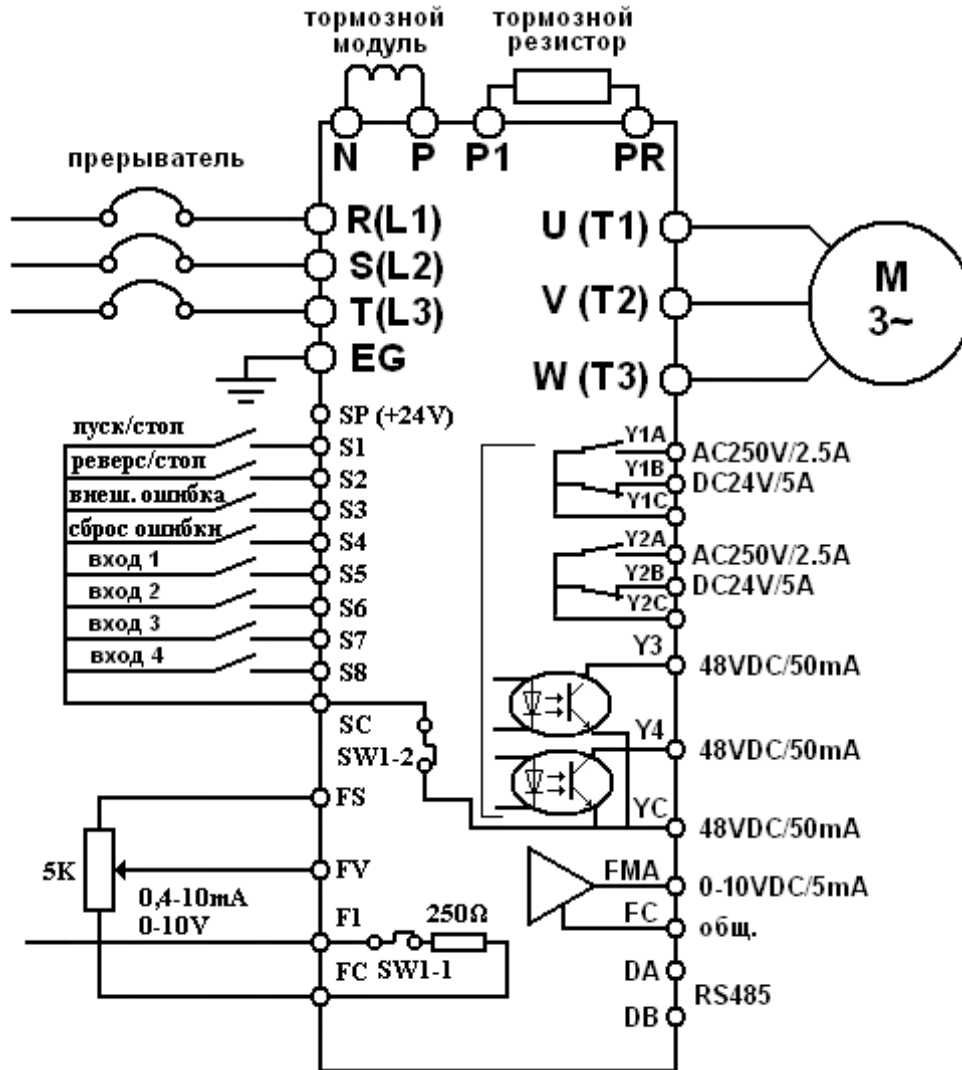 тормозной модуль
тормозной резистор
N
P
P1
PR
прерыватель
R(L1)
S(L2)
T(L3)
EG
U (T1)
V (T2)
W (T3)
M
3~
SP (+24V)
пуск/стоп
S1
реверс/стоп
S2
внеш. ошибка
S3
сброс ошибки
S4
вход 1
S5
вход 2
S6
вход 3
S7
вход 4
S8
SC
SW1-2
FS
5K
FV
0,4-10mA
0-10V
F1
250Ω
FC
SW1-1
Y1A
AC250V/2.5A
Y1B
DC24V/5A
Y1C
Y2A
AC250V/2.5A
Y2B
DC24V/5A
Y2C
Y3
48VDC/50mA
Y4
48VDC/50mA
YC
48VDC/50mA
FMA
0-10VDC/5mA
FC
общ.
DA
RS485
DB